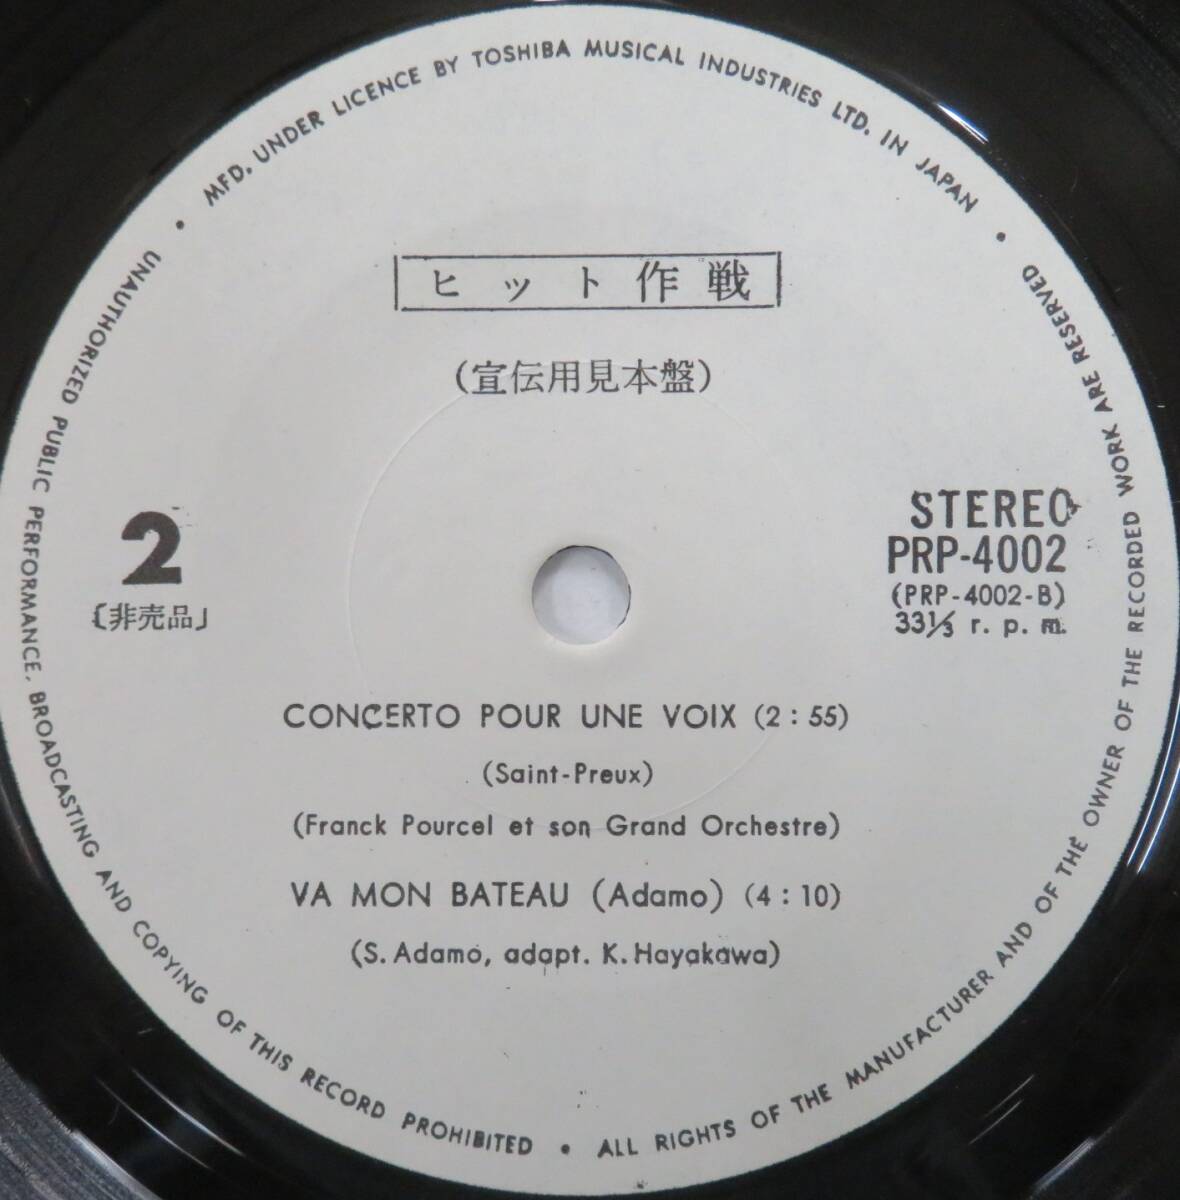 MFD. UNDER LICENCE BY TOSHIBA MUSICAL INDUSTRIES LTD. IN JAPAN •
ヒット作戦
(宣伝用見本盤)
2
〔非売品」
STEREO
PRP-4002
(PRP-4002-B)
33⅓ r. p. m.
CONCERTO POUR UNE VOIX (2 : 55)
(Saint-Preux)
(Franck Pourcel et son Grand Orchestre)
VA MON BATEAU (Adamo) (4 : 10)
(S. Adamo, adapt. K. Hayakawa)
ALL RIGHTS OF THE MANUFACTURER AND OF THE OWNER OF THE RECORDED WORK ARE RESERVED •
UNAUTHORIZED PUBLIC PERFORMANCE, BROADCASTING AND COPYING OF THIS RECORD PROHIBITED •